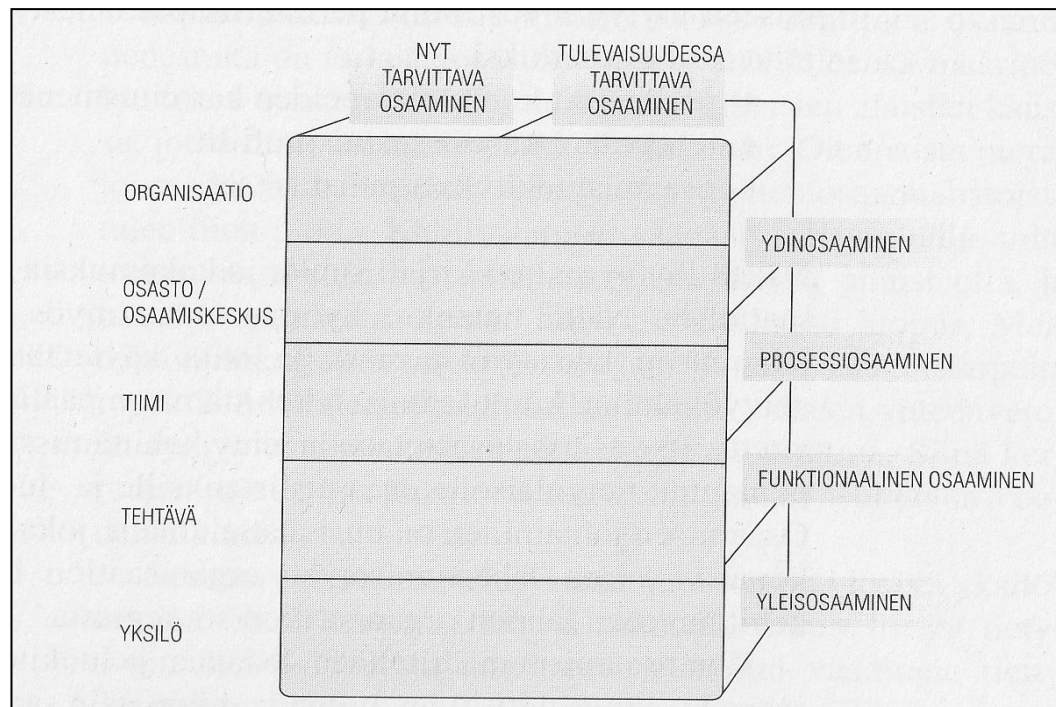 NYT
TARVITTAVA
OSAAMINEN
TULEVAISUUDESSA
TARVITTAVA
OSAAMINEN
ORGANISAATIO
YDINOSAAMINEN
OSASTO /
OSAAMISKESKUS
PROSESSIOSAAMINEN
TIIMI
FUNKTIONAALINEN OSAAMINEN
TEHTÄVÄ
YLEISOSAAMINEN
YKSILÖ